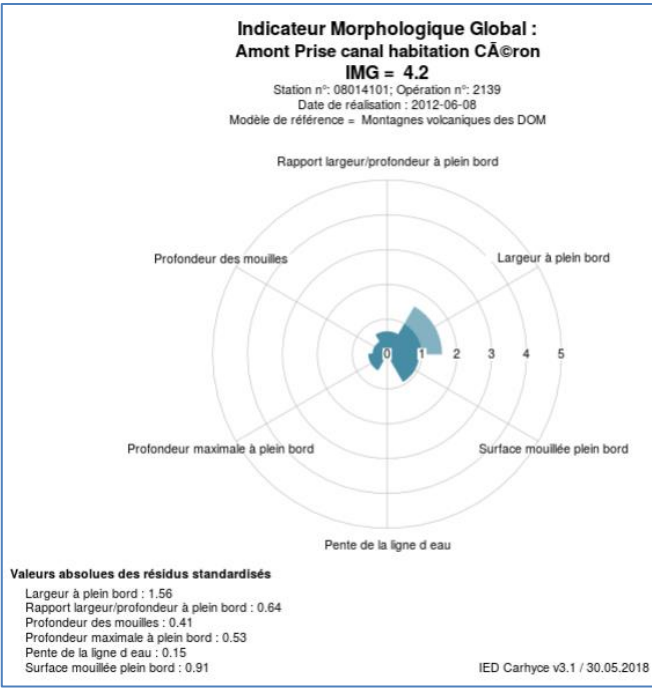 Indicateur Morphologique Global :
Amont Prise canal habitation CÃ©ron
IMG = 4.2
Station n°: 08014101; Opération n°: 2139
Date de réalisation : 2012-06-08
Modèle de référence = Montagnes volcaniques des DOM
Rapport largeur/profondeur à plein bord
Profondeur des mouilles
Largeur à plein bord
0 1 2 3 4 5
Profondeur maximale à plein bord
Surface mouillée plein bord
Pente de la ligne d eau
Valeurs absolues des résidus standardisés
Largeur à plein bord : 1.56
Rapport largeur/profondeur à plein bord : 0.64
Profondeur des mouilles : 0.41
Profondeur maximale à plein bord : 0.53
Pente de la ligne d eau : 0.15
Surface mouillée plein bord : 0.91
IED Carhyce v3.1 / 30.05.2018